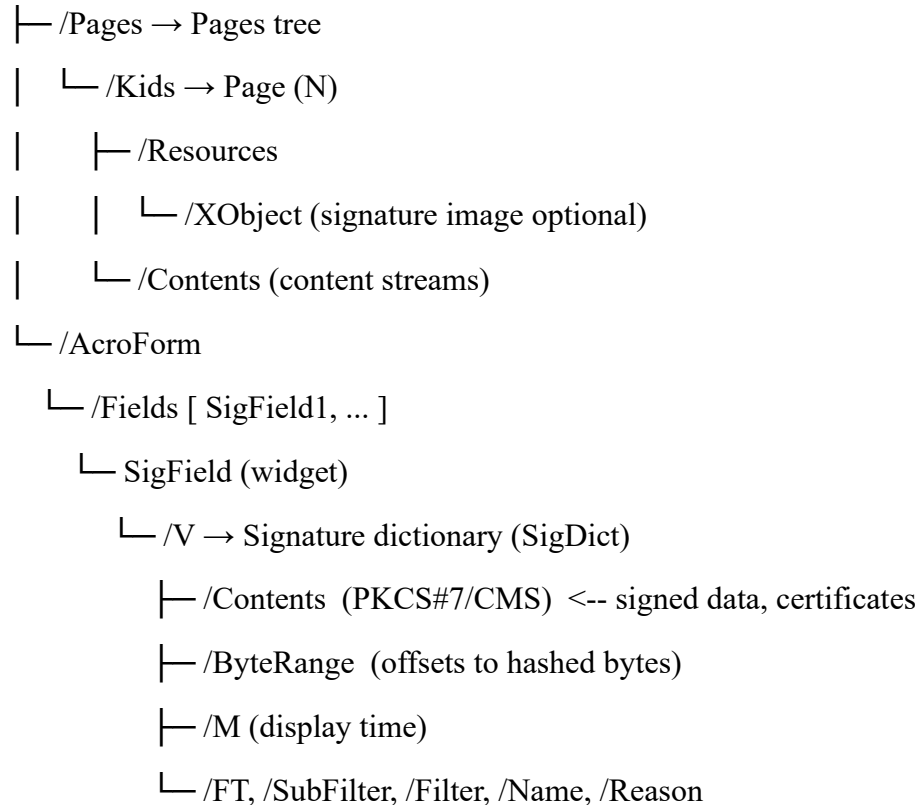 ├─ /Pages → Pages tree
│   └─ /Kids → Page (N)
│       ├─ /Resources
│       │   └─ /XObject (signature image optional)
│       └─ /Contents (content streams)
└─ /AcroForm
   └─ /Fields [ SigField1, ... ]
      └─ SigField (widget)
         └─ /V → Signature dictionary (SigDict)
            ├─ /Contents  (PKCS#7/CMS)  <-- signed data, certificates
            ├─ /ByteRange  (offsets to hashed bytes)
            ├─ /M (display time)
            └─ /FT, /SubFilter, /Filter, /Name, /Reason